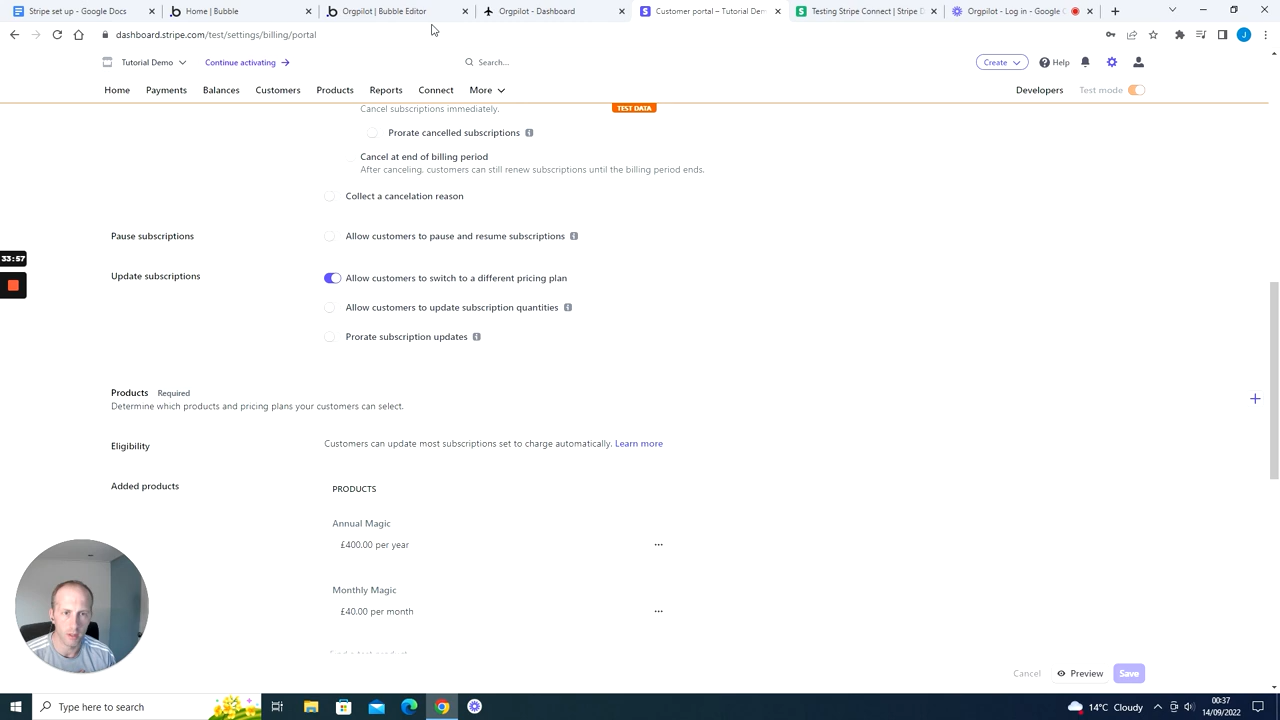 Stripe set up - Google Docs
Home | Bubble
Orgpilot | Bubble Editor
Orgpilot - Dashboard
Customer portal – Tutorial Dem
Testing Stripe Connect | Stripe D
Orgpilot - Log in - Google C
dashboard.stripe.com/test/settings/billing/portal
J
Tutorial Demo
Continue activating
Search...
Create
Help
Home
Payments
Balances
Customers
Products
Reports
Connect
More
Developers
Test mode
Cancel subscriptions immediately.
TEST DATA
Prorate cancelled subscriptions
Cancel at end of billing period
After canceling, customers can still renew subscriptions until the billing period ends.
Collect a cancelation reason
Pause subscriptions
Allow customers to pause and resume subscriptions
33:57
Update subscriptions
Allow customers to switch to a different pricing plan
Allow customers to update subscription quantities
Prorate subscription updates
Products Required
Determine which products and pricing plans your customers can select.
Eligibility
Customers can update most subscriptions set to charge automatically. Learn more
Added products
PRODUCTS
Annual Magic
£400.00 per year
Monthly Magic
£40.00 per month
Cancel
Preview
Save
Type here to search
14°C Cloudy
00:37
14/09/2022